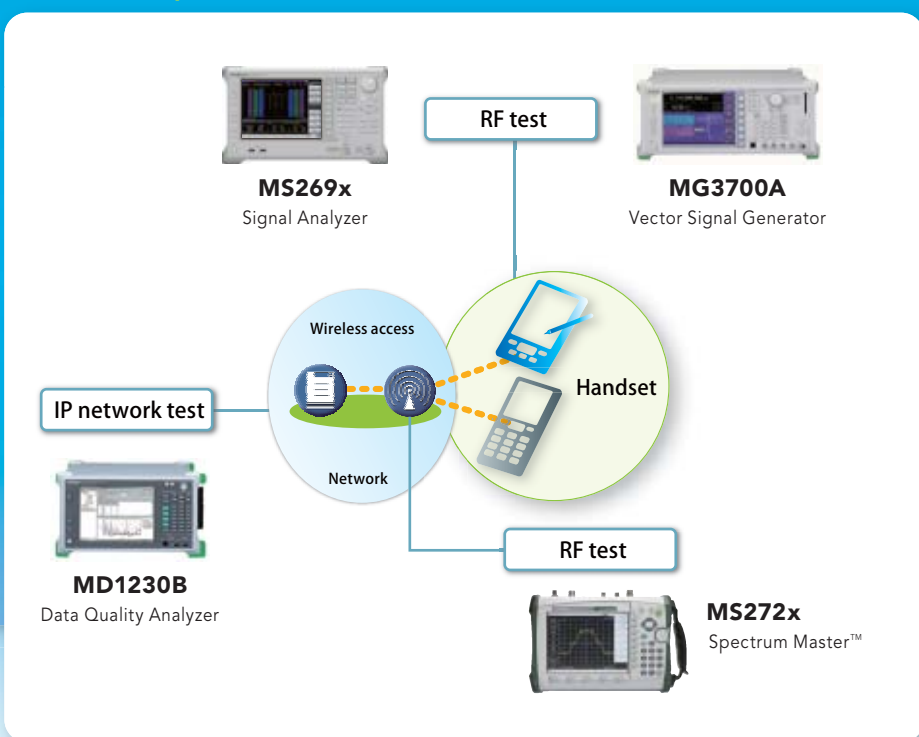 RF test
MS269x
Signal Analyzer
MG3700A
Vector Signal Generator
Wireless access
Handset
IP network test
Network
MD1230B
Data Quality Analyzer
RF test
MS272x
Spectrum Master™